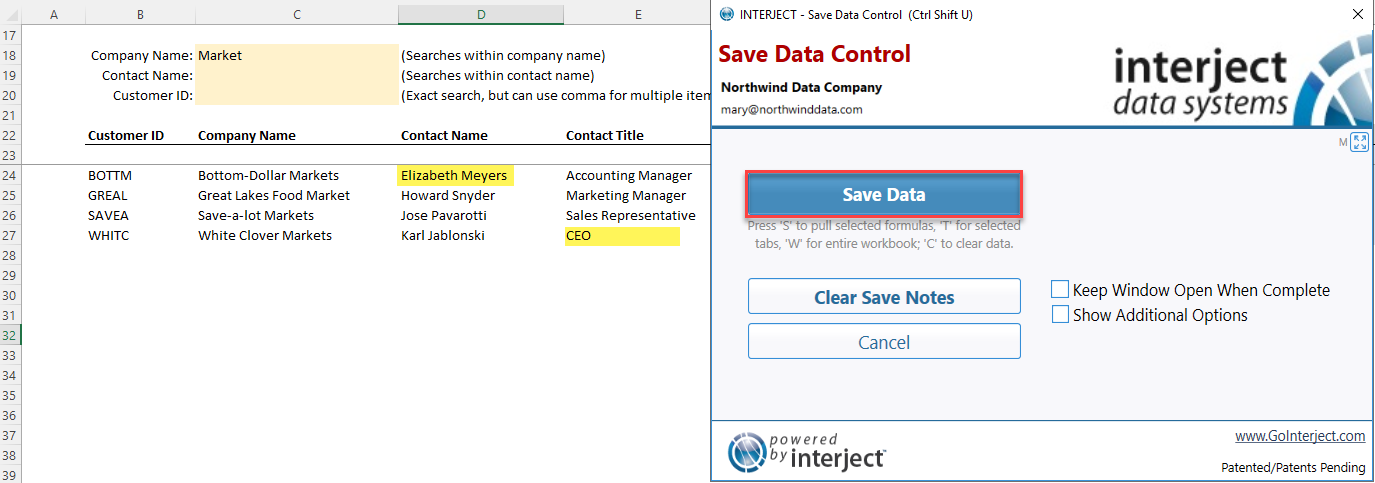 A B C D E
17
18 Company Name: Market (Searches within company name)
19 Contact Name: (Searches within contact name)
20 Customer ID: (Exact search, but can use comma for multiple item
21
22 Customer ID Company Name Contact Name Contact Title
23
24 BOTTM Bottom-Dollar Markets Elizabeth Meyers Accounting Manager
25 GREAL Great Lakes Food Market Howard Snyder Marketing Manager
26 SAVEA Save-a-lot Markets Jose Pavarotti Sales Representative
27 WHITC White Clover Markets Karl Jablonski CEO
28
29
30
31
32
33
34
35
36
37
38
39
INTERJECT - Save Data Control (Ctrl Shift U)
Save Data Control
Northwind Data Company
mary@northwinddata.com
interject
data systems
M
Save Data
Press 'S' to pull selected formulas, 'T' for selected
tabs, 'W' for entire workbook; 'C' to clear data.
Clear Save Notes
Cancel
Keep Window Open When Complete
Show Additional Options
powered
by interject™
www.GoInterject.com
Patented/Patents Pending